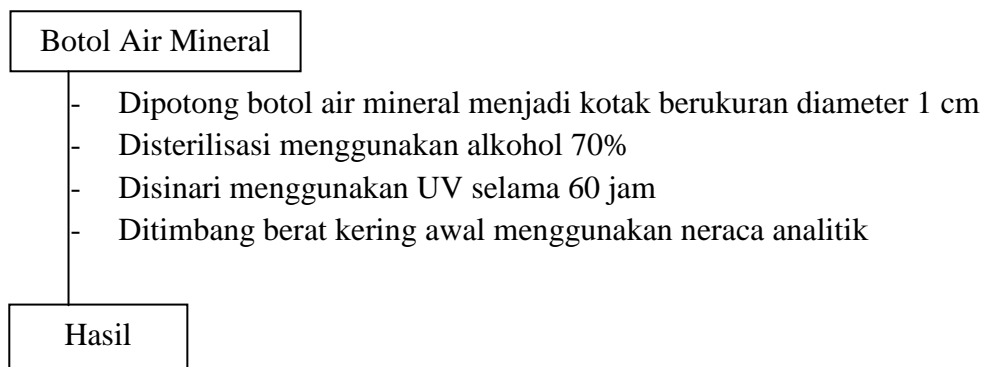 Botol Air Mineral
- Dipotong botol air mineral menjadi kotak berukuran diameter 1 cm
- Disterilisasi menggunakan alkohol 70%
- Disinari menggunakan UV selama 60 jam
- Ditimbang berat kering awal menggunakan neraca analitik
Hasil